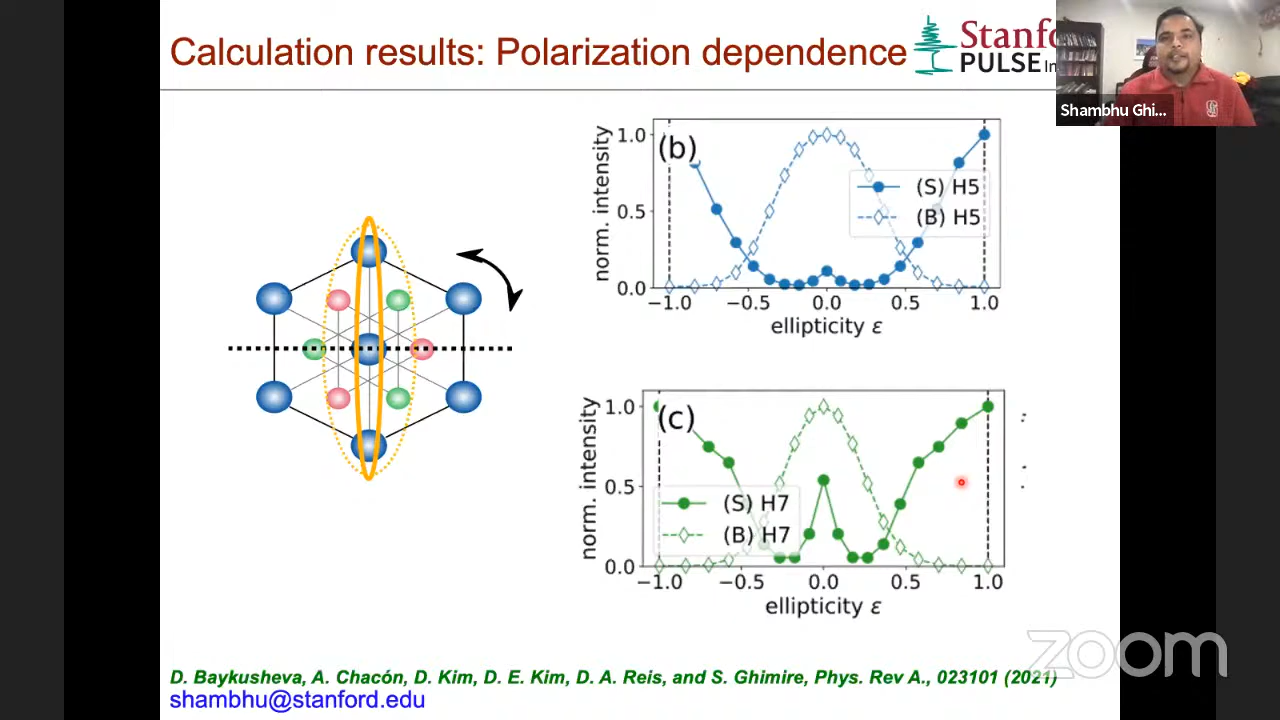 Calculation results: Polarization dependence
Stanf
PULSE In
Shambhu Ghi...
(b)
1.0
0.5
0.0
norm. intensity
(S) H5
(B) H5
−1.0 −0.5 0.0 0.5 1.0
ellipticity ε
(c)
1.0
0.5
0.0
norm. intensity
(S) H7
(B) H7
−1.0 −0.5 0.0 0.5 1.0
ellipticity ε
zoom
D. Baykusheva, A. Chacón, D. Kim, D. E. Kim, D. A. Reis, and S. Ghimire, Phys. Rev A., 023101 (2021)
shambhu@stanford.edu